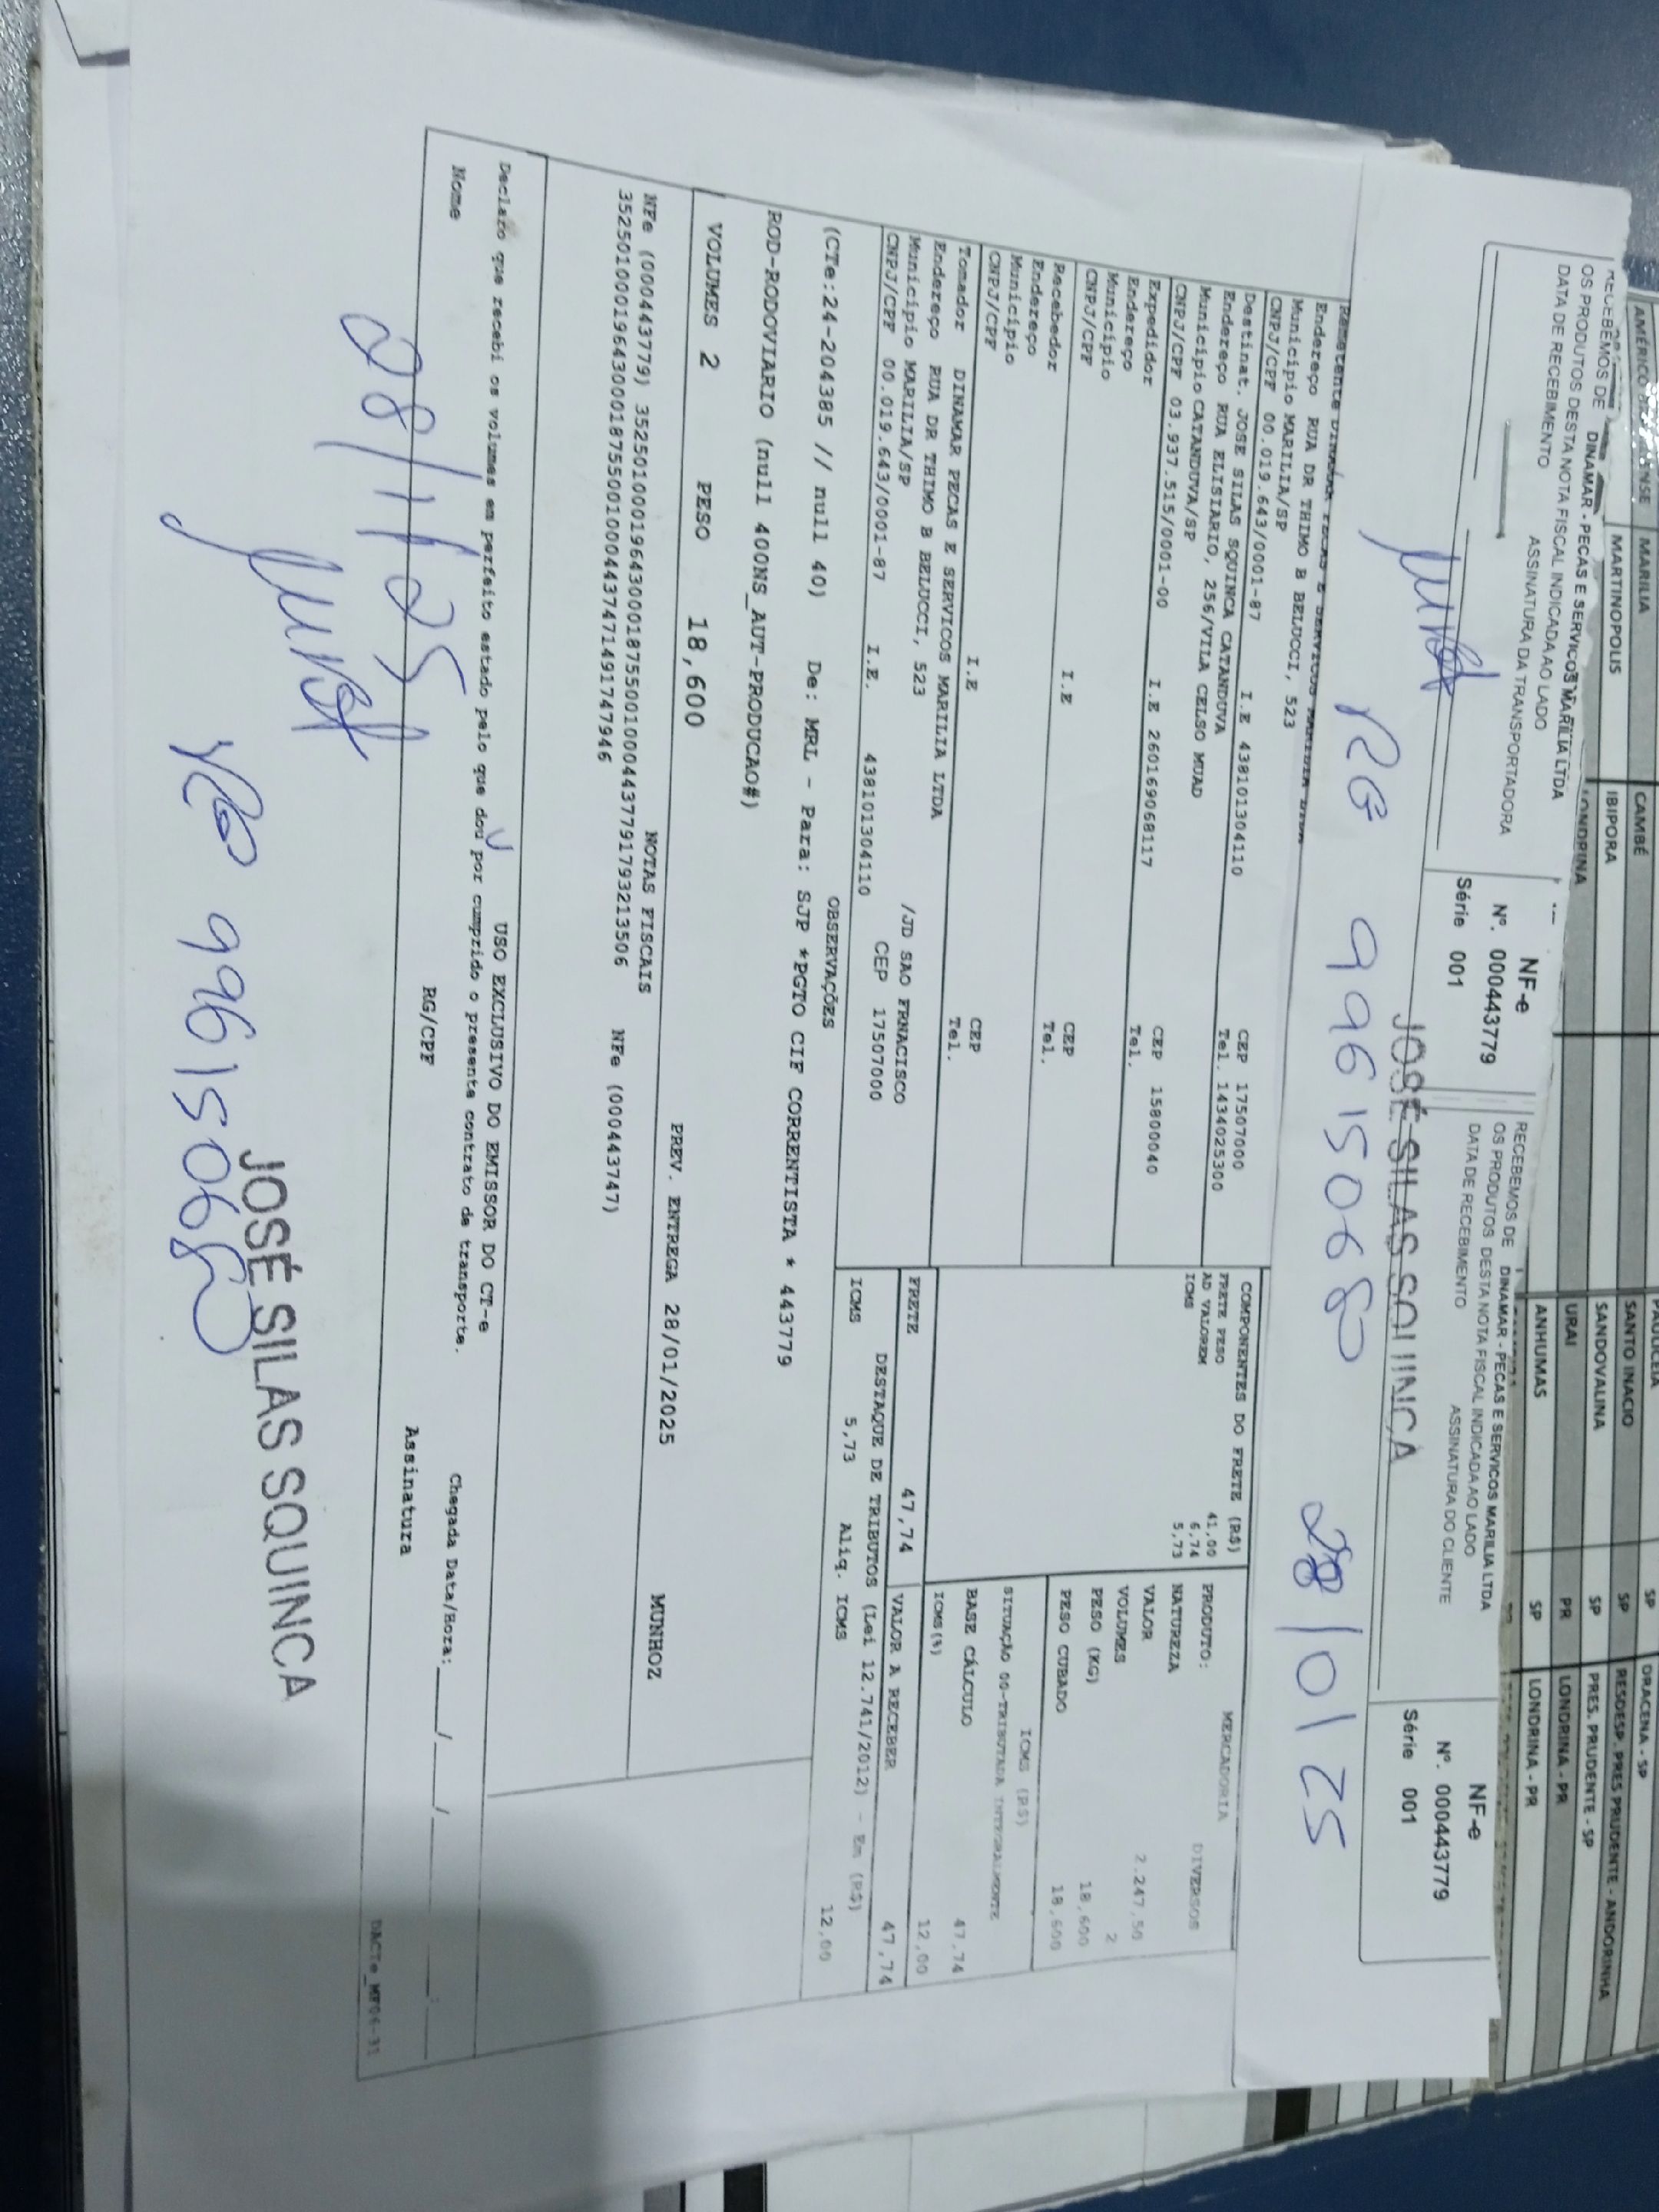 AMÉRICO
MARILIA
CAMBÉ
MARTINOPOLIS
IBIPORA
LONDRINA
SANTO INACIO
SP
DRACENA - SP
SANDOVALINA
SP
RESDESP. PRES PRUDENTE - ANDORINHA
URAI
PR
PRES. PRUDENTE - SP
ANHUMAS
SP
LONDRINA - PR
LONDRINA - PR
RECEBEMOS DE DINAMAR - PECAS E SERVICOS MARILIA LTDA
OS PRODUTOS DESTA NOTA FISCAL INDICADA AO LADO
DATA DE RECEBIMENTO
ASSINATURA DA TRANSPORTADORA
NF-e
Nº. 000443779
Série 001
RECEBEMOS DE DINAMAR - PECAS E SERVICOS MARILIA LTDA
OS PRODUTOS DESTA NOTA FISCAL INDICADA AO LADO
DATA DE RECEBIMENTO
ASSINATURA DO CLIENTE
NF-e
Nº. 000443779
Série 001
JOSÉ SILAS SQUINCA
RG 996150680 28/01/25
Remetente
Endereço RUA DR THIMO B BELUCCI, 523
Município MARILIA/SP
CNPJ/CPF 00.019.643/0001-87 I.E 438101304110 CEP 17507000
Destinat. JOSE SILAS SQUINCA CATANDUVA Tel. 1434025300
Endereço RUA ELISIARIO, 256/VILA CELSO MUAD
Município CATANDUVA/SP
CNPJ/CPF 03.937.515/0001-00 I.E 260169068117 CEP 15800040
Expedidor Tel.
Endereço
Município
CNPJ/CPF I.E CEP
Recebedor Tel.
Endereço
Município
CNPJ/CPF I.E CEP
Tomador DINAMAR PECAS E SERVICOS MARILIA LTDA Tel.
Endereço RUA DR THIMO B BELUCCI, 523 /JD SAO FRNACISCO
Município MARILIA/SP
CNPJ/CPF 00.019.643/0001-87 I.E. 438101304110 CEP 17507000
COMPONENTES DO FRETE (R$)
FRETE PESO 41,00
AD VALOREM 6,74
ICMS 5,73
MERCADORIA
PRODUTO: DIVERSOS
NATUREZA
VALOR 2.247,50
VOLUMES 2
PESO (KG) 18,600
PESO CUBADO 18,600
ICMS (R$)
SITUAÇÃO 00-TRIBUTADA INTEGRALMENTE
BASE CÁLCULO 47,74
ICMS(%) 12,00
FRETE 47,74 VALOR A RECEBER 47,74
DESTAQUE DE TRIBUTOS (Lei 12.741/2012) - Em (R$)
ICMS 5,73 Aliq. ICMS 12,00
OBSERVAÇÕES
(CTe:24-204385 // null 40) De: MRL - Para: SJP *PGTO CIF CORRENTISTA * 443779
ROD-RODOVIARIO (null 400NS_AUT-PRODUCAO#)
VOLUMES 2 PESO 18,600 PREV. ENTREGA 28/01/2025 MUNHOZ
NOTAS FISCAIS
NFe (000443779) 35250100019643000187550010004437791793213506 NFe (000443747)
35250100019643000187550010004437471491747946
USO EXCLUSIVO DO EMISSOR DO CT-e
Declaro que recebi os volumes em perfeito estado pelo que dou por cumprido o presente contrato de transporte.
Nome RG/CPF Assinatura Chegada Data/Hora:____/____/____ ____:____
DACTe_MF06-31
28/1/25
RG 996150680
JOSÉ SILAS SQUINCA